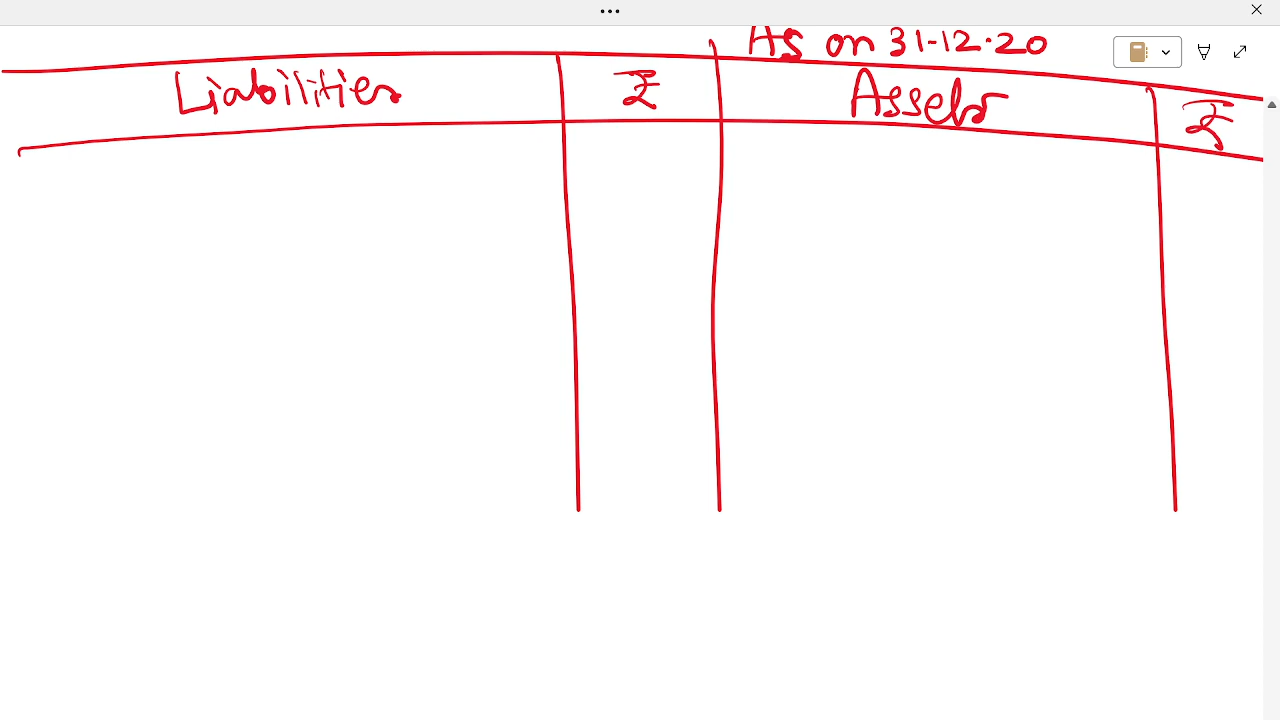 As on 31-12-20
Liabilities ₹ Assets ₹